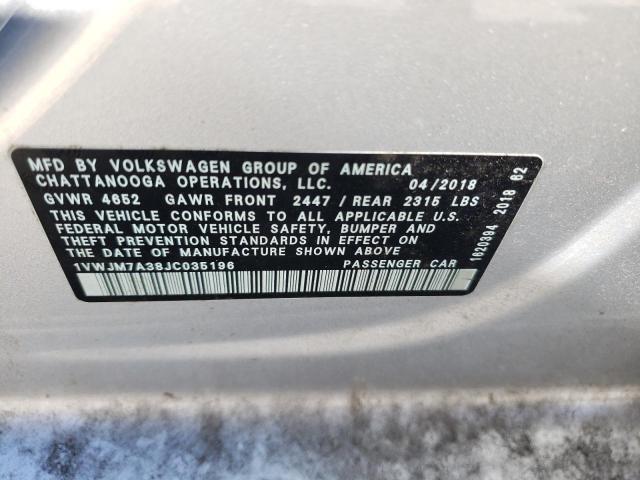 MFD BY VOLKSWAGEN GROUP OF AMERICA
CHATTANOOGA OPERATIONS, LLC. 04/2018
GVWR 4652 GAWR FRONT 2447 / REAR 2315 LBS
THIS VEHICLE CONFORMS TO ALL APPLICABLE U.S.
FEDERAL MOTOR VEHICLE SAFETY, BUMPER AND
THEFT PREVENTION STANDARDS IN EFFECT ON
THE DATE OF MANUFACTURE SHOWN ABOVE
1VWJM7A38JC035196 PASSENGER CAR
1620394 2018 62